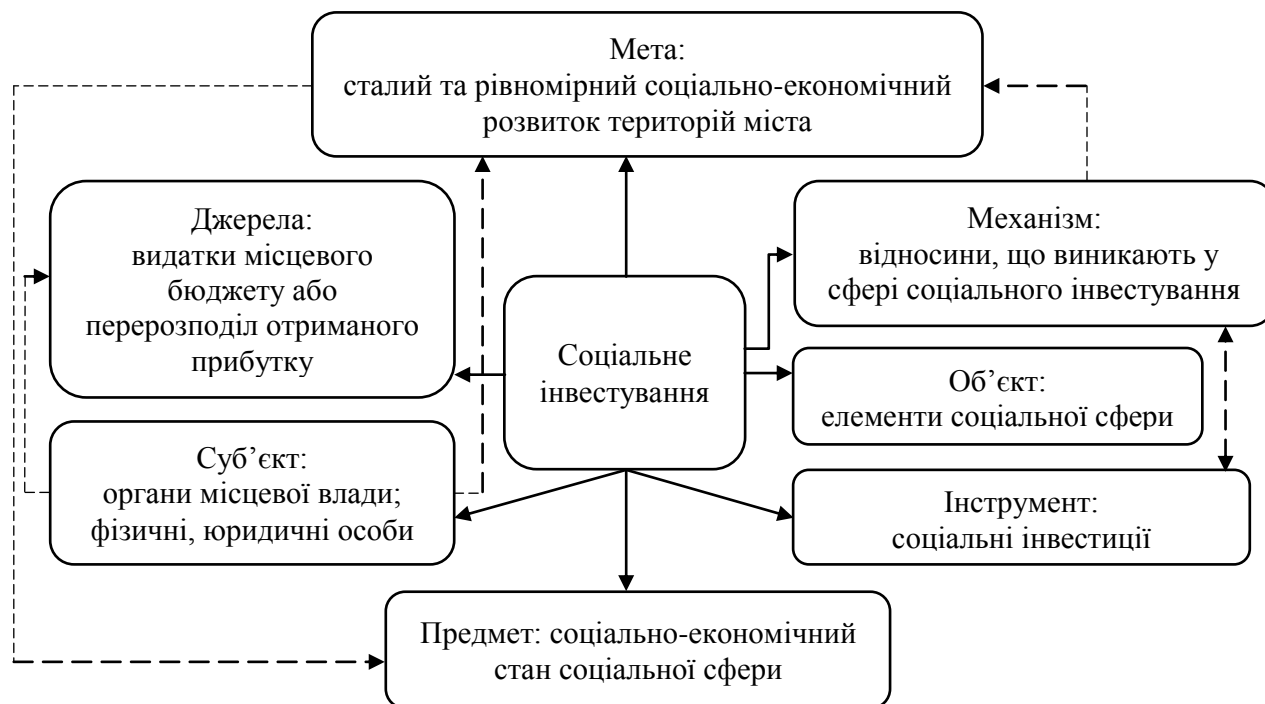 Мета:
сталий та рівномірний соціально-економічний
розвиток територій міста
Джерела:
видатки місцевого
бюджету або
перерозподіл отриманого
прибутку
Механізм:
відносини, що виникають у
сфері соціального інвестування
Соціальне
інвестування
Об’єкт:
елементи соціальної сфери
Суб’єкт:
органи місцевої влади;
фізичні, юридичні особи
Інструмент:
соціальні інвестиції
Предмет: соціально-економічний
стан соціальної сфери